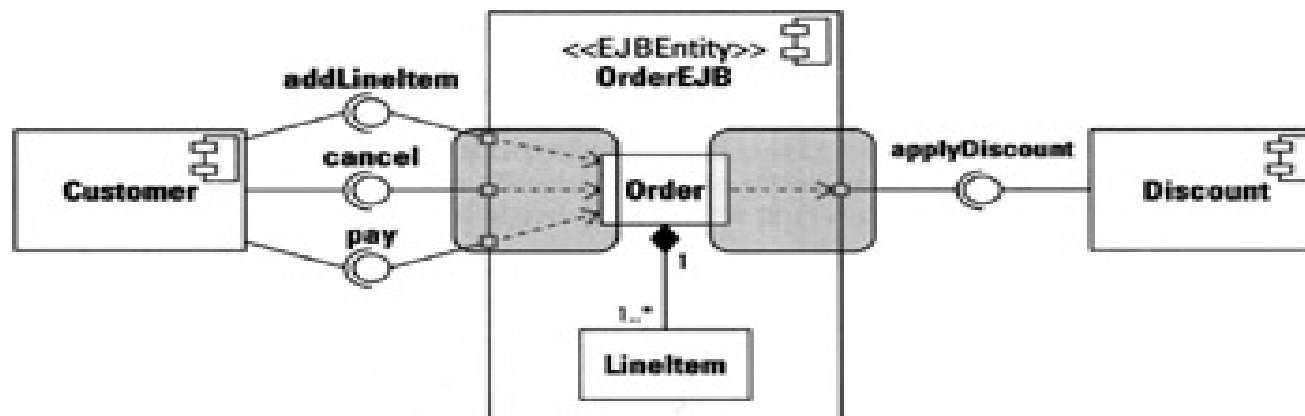 <<EJBEntity>>
OrderEJB
addLineItem
Customer
cancel
pay
Order
applyDiscount
Discount
1
1..*
LineItem